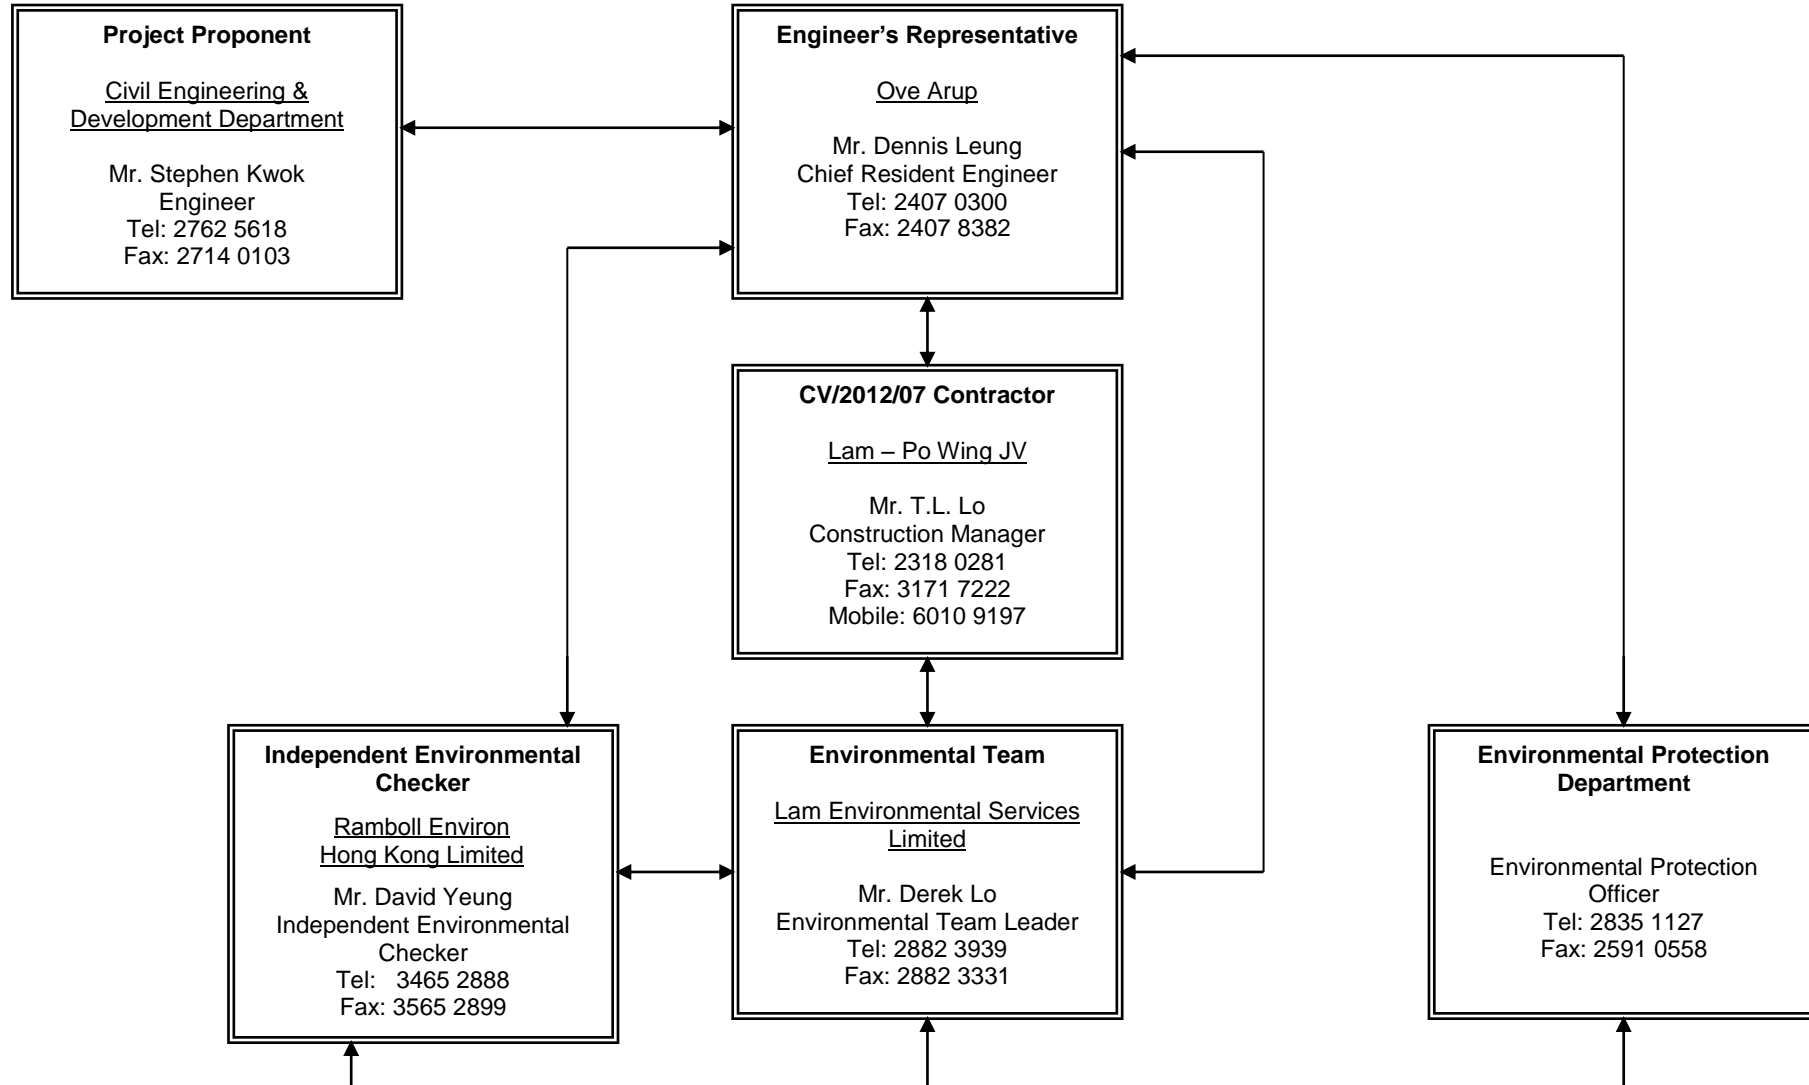 Project Proponent
Civil Engineering &
Development Department
Mr. Stephen Kwok
Engineer
Tel: 2762 5618
Fax: 2714 0103
Engineer’s Representative
Ove Arup
Mr. Dennis Leung
Chief Resident Engineer
Tel: 2407 0300
Fax: 2407 8382
CV/2012/07 Contractor
Lam – Po Wing JV
Mr. T.L. Lo
Construction Manager
Tel: 2318 0281
Fax: 3171 7222
Mobile: 6010 9197
Independent Environmental
Checker
Ramboll Environ
Hong Kong Limited
Mr. David Yeung
Independent Environmental
Checker
Tel:   3465 2888
Fax: 3565 2899
Environmental Team
Lam Environmental Services
Limited
Mr. Derek Lo
Environmental Team Leader
Tel: 2882 3939
Fax: 2882 3331
Environmental Protection
Department
Environmental Protection
Officer
Tel: 2835 1127
Fax: 2591 0558